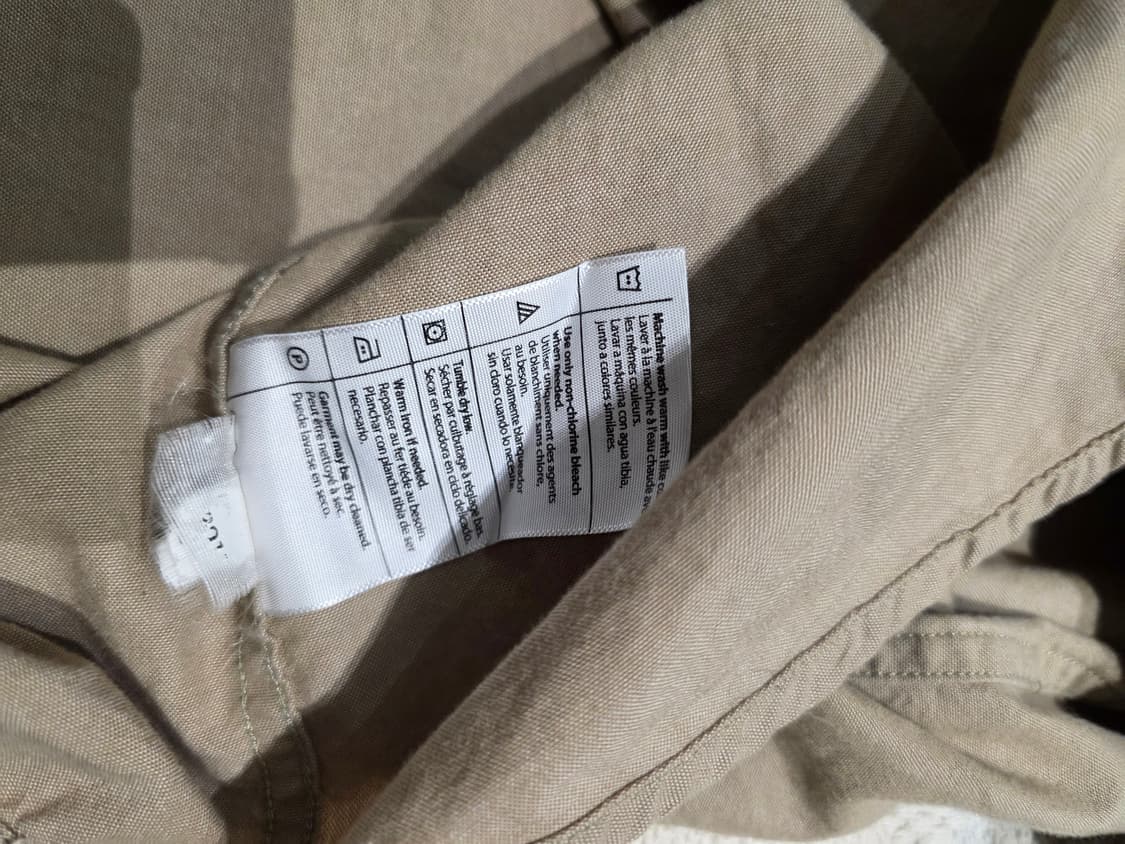 Machine wash warm with like
Laver à la machine à l'eau chaude
les mêmes couleurs.
Lavar a máquina con agua tibia,
junto a colores similares.
Use only non-chlorine bleach
when needed.
Utiliser uniquement des agents
de blanchiment sans chlore,
au besoin.
Usar solamente blanqueador
sin cloro cuando lo necesite.
Tumble dry low.
Sécher par culbutage à réglage bas.
Secar en secadora en ciclo delicado.
Warm iron if needed.
Repasser au fer tiède au besoin.
Planchar con plancha tibia de ser
necesario.
P
Garment may be dry cleaned.
Peut être nettoyé à sec.
Puede lavarse en seco.